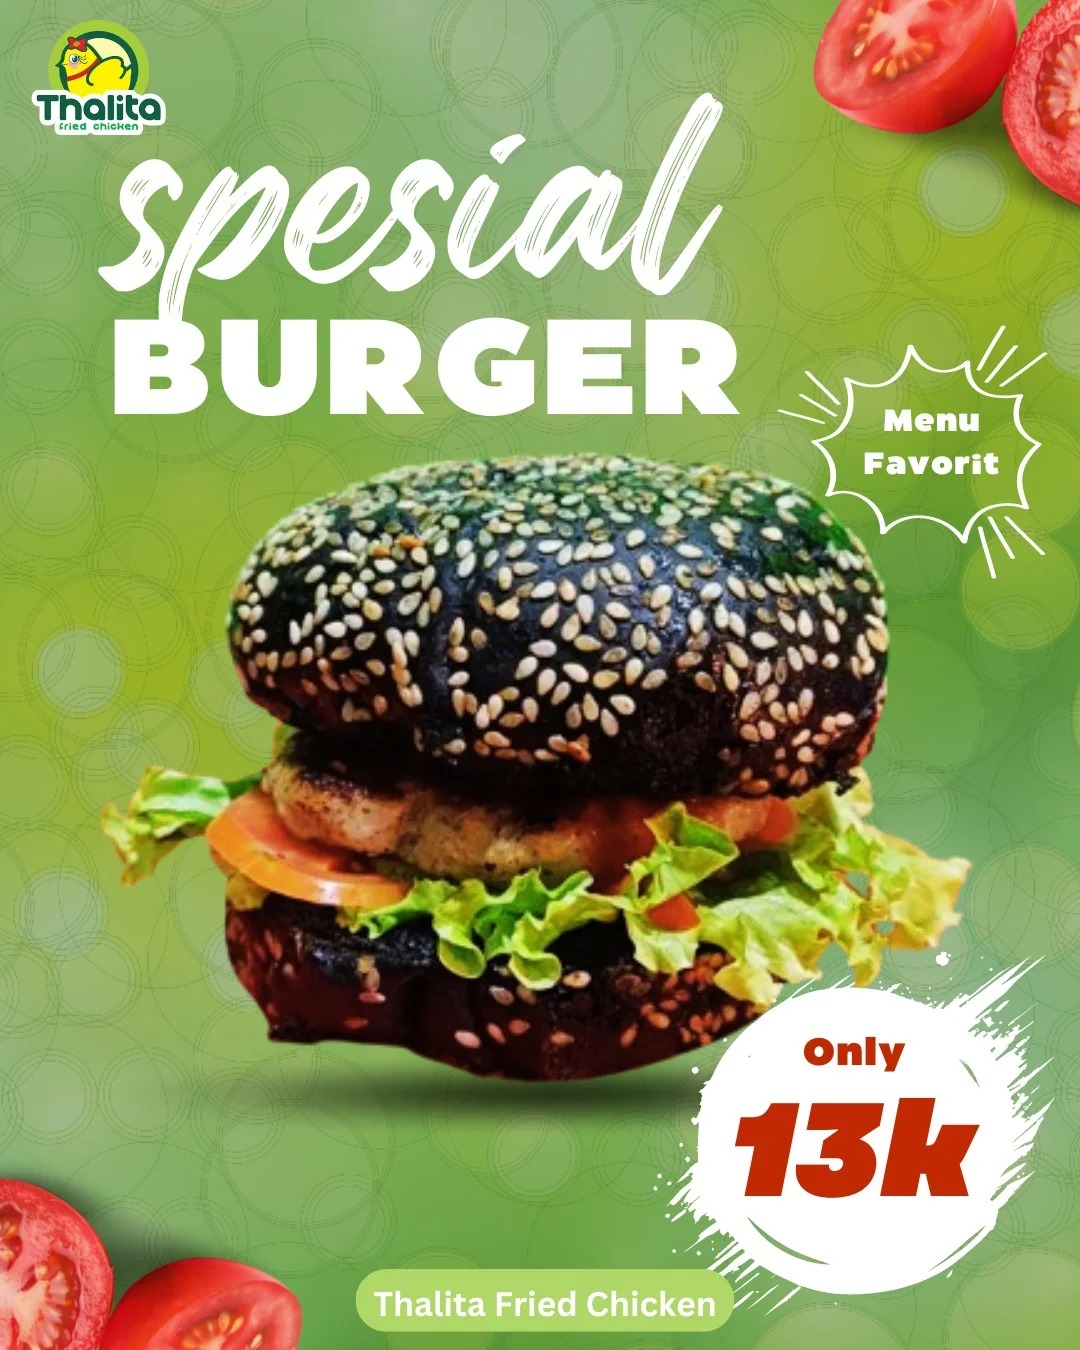 Thalita
fried chicken
spesial
BURGER
Menu
Favorit
Only
13k
Thalita Fried Chicken